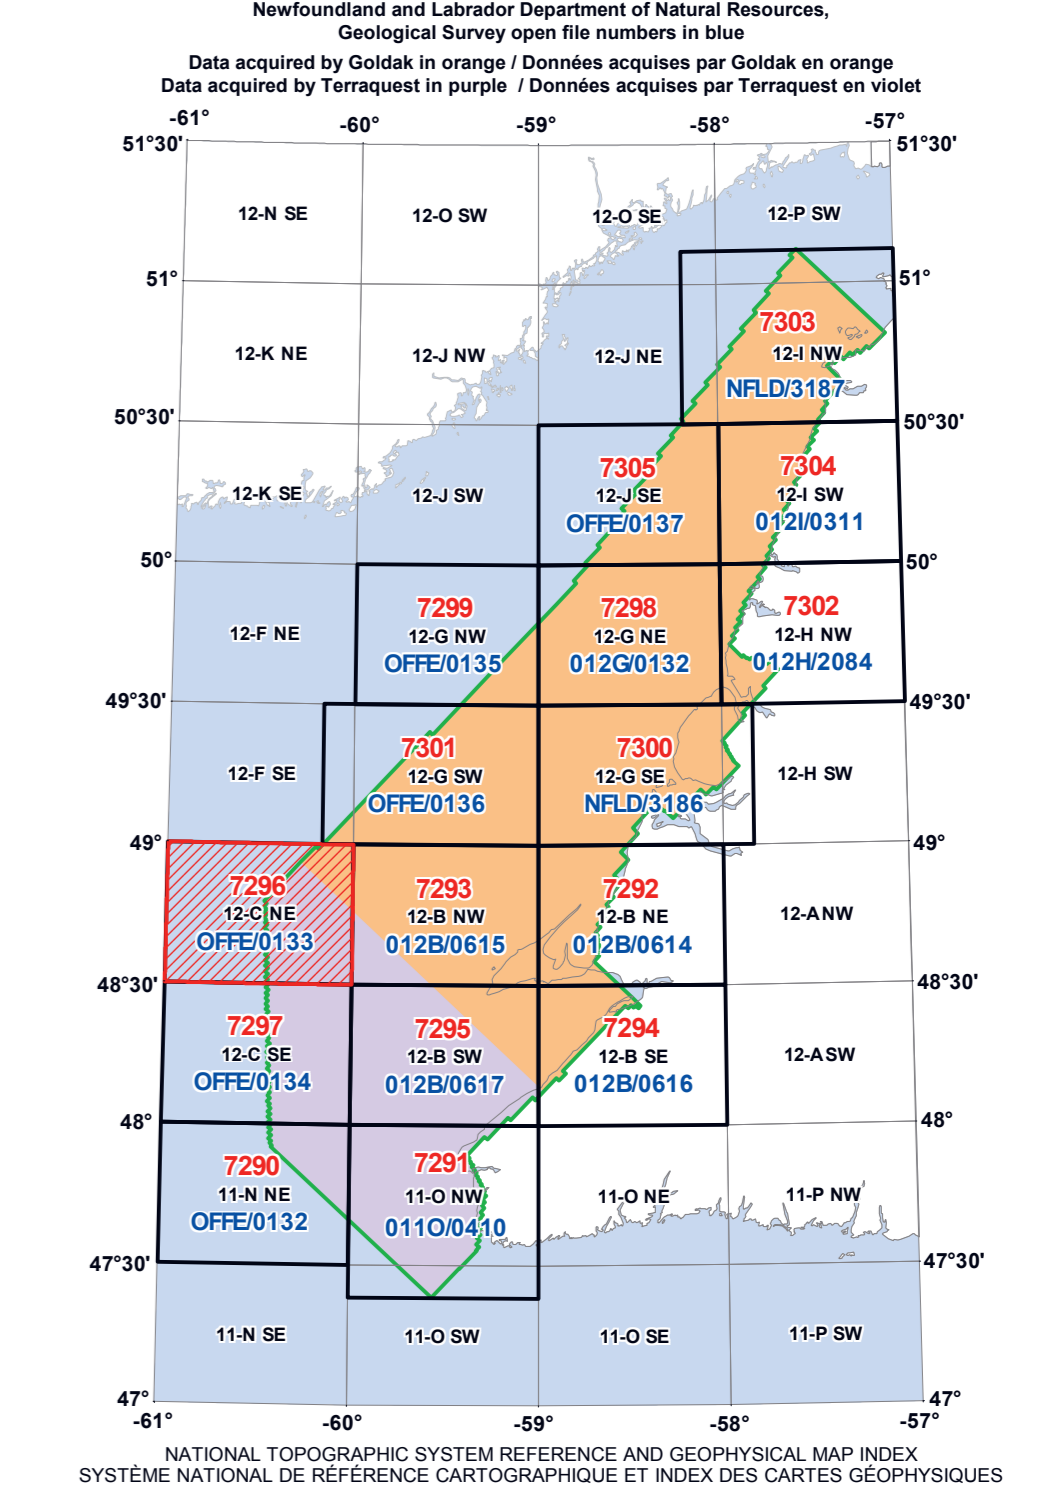 Newfoundland and Labrador Department of Natural Resources,
Geological Survey open file numbers in blue
Data acquired by Goldak in orange / Données acquises par Goldak en orange
Data acquired by Terraquest in purple / Données acquises par Terraquest en violet
-61° -60° -59° -58° -57°
51°30' 51°30'
12-N SE 12-O SW 12-O SE 12-P SW
51° 51°
7303
12-K NE 12-J NW 12-J NE 12-I NW
NFLD/3187
50°30' 50°30'
7305 7304
12-K SE 12-J SW 12-J SE 12-I SW
OFFE/0137 012I/0311
50° 50°
7299 7298 7302
12-F NE 12-G NW 12-G NE 12-H NW
OFFE/0135 012G/0132 012H/2084
49°30' 49°30'
7301 7300
12-F SE 12-G SW 12-G SE 12-H SW
OFFE/0136 NFLD/3186
49° 49°
7296 7293 7292
12-C NE 12-B NW 12-B NE 12-A NW
OFFE/0133 012B/0615 012B/0614
48°30' 48°30'
7297 7295 7294
12-C SE 12-B SW 12-B SE 12-A SW
OFFE/0134 012B/0617 012B/0616
48° 48°
7290 7291
11-N NE 11-O NW 11-O NE 11-P NW
OFFE/0132 011O/0410
47°30' 47°30'
11-N SE 11-O SW 11-O SE 11-P SW
47° 47°
-61° -60° -59° -58° -57°
NATIONAL TOPOGRAPHIC SYSTEM REFERENCE AND GEOPHYSICAL MAP INDEX
SYSTÈME NATIONAL DE RÉFÉRENCE CARTOGRAPHIQUE ET INDEX DES CARTES GÉOPHYSIQUES